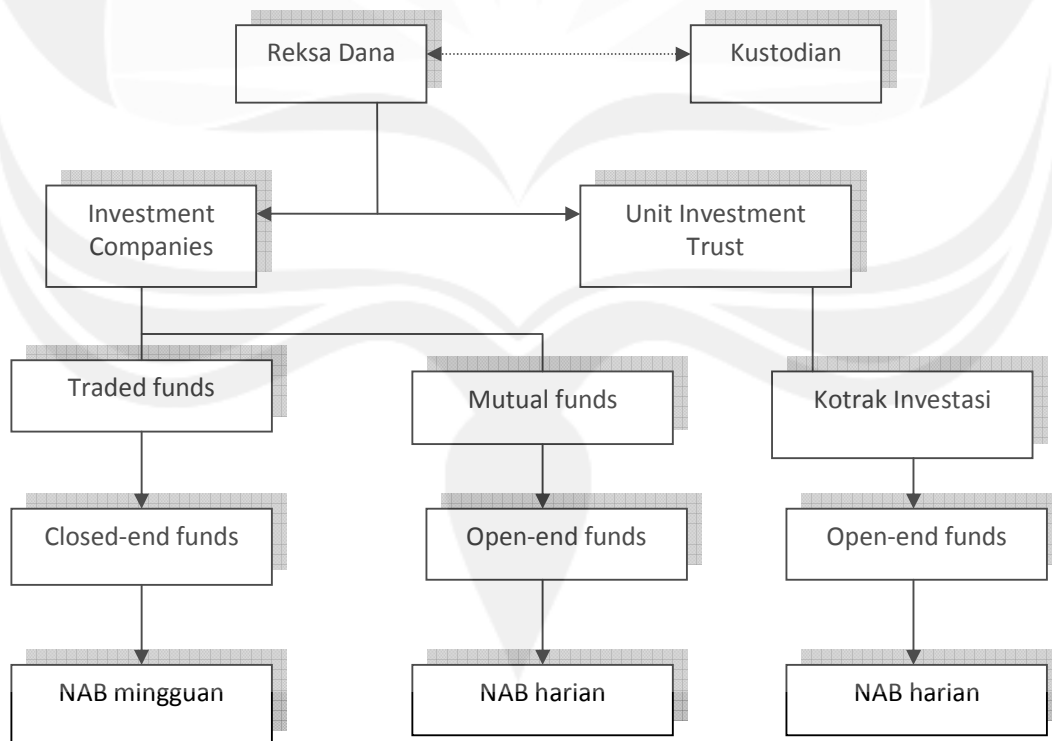 Reksa Dana
Kustodian
Investment
Companies
Unit Investment
Trust
Traded funds
Mutual funds
Kotrak Investasi
Closed-end funds
Open-end funds
Open-end funds
NAB mingguan
NAB harian
NAB harian